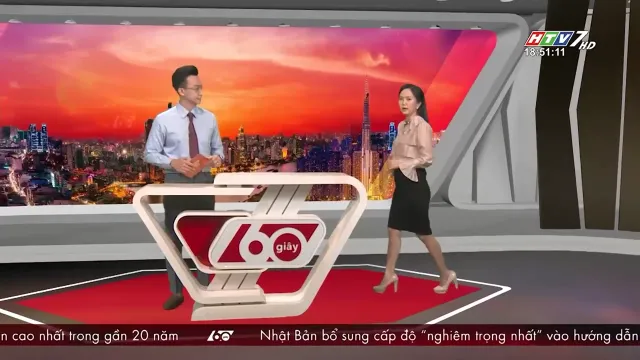 HTV7 HD
18:51:11
60 giây
n cao nhất trong gần 20 năm 60 Nhật Bản bổ sung cấp độ "nghiêm trọng nhất" vào hướng dẫn